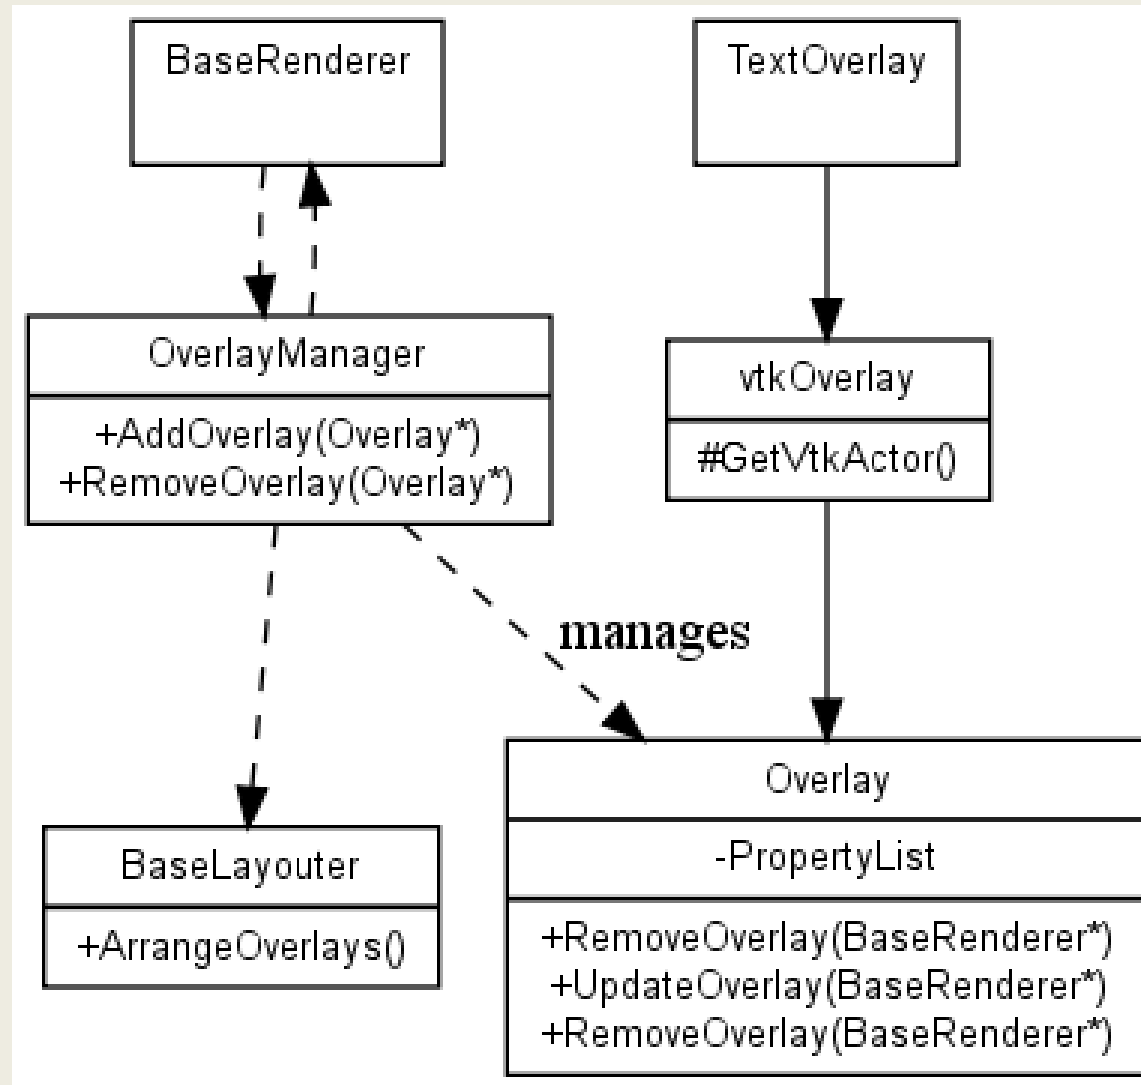 BaseRenderer
TextOverlay
OverlayManager
+AddOverlay(Overlay*)
+RemoveOverlay(Overlay*)
vtkOverlay
#GetVtkActor()
manages
BaseLayouter
+ArrangeOverlays()
Overlay
-PropertyList
+RemoveOverlay(BaseRenderer*)
+UpdateOverlay(BaseRenderer*)
+RemoveOverlay(BaseRenderer*)